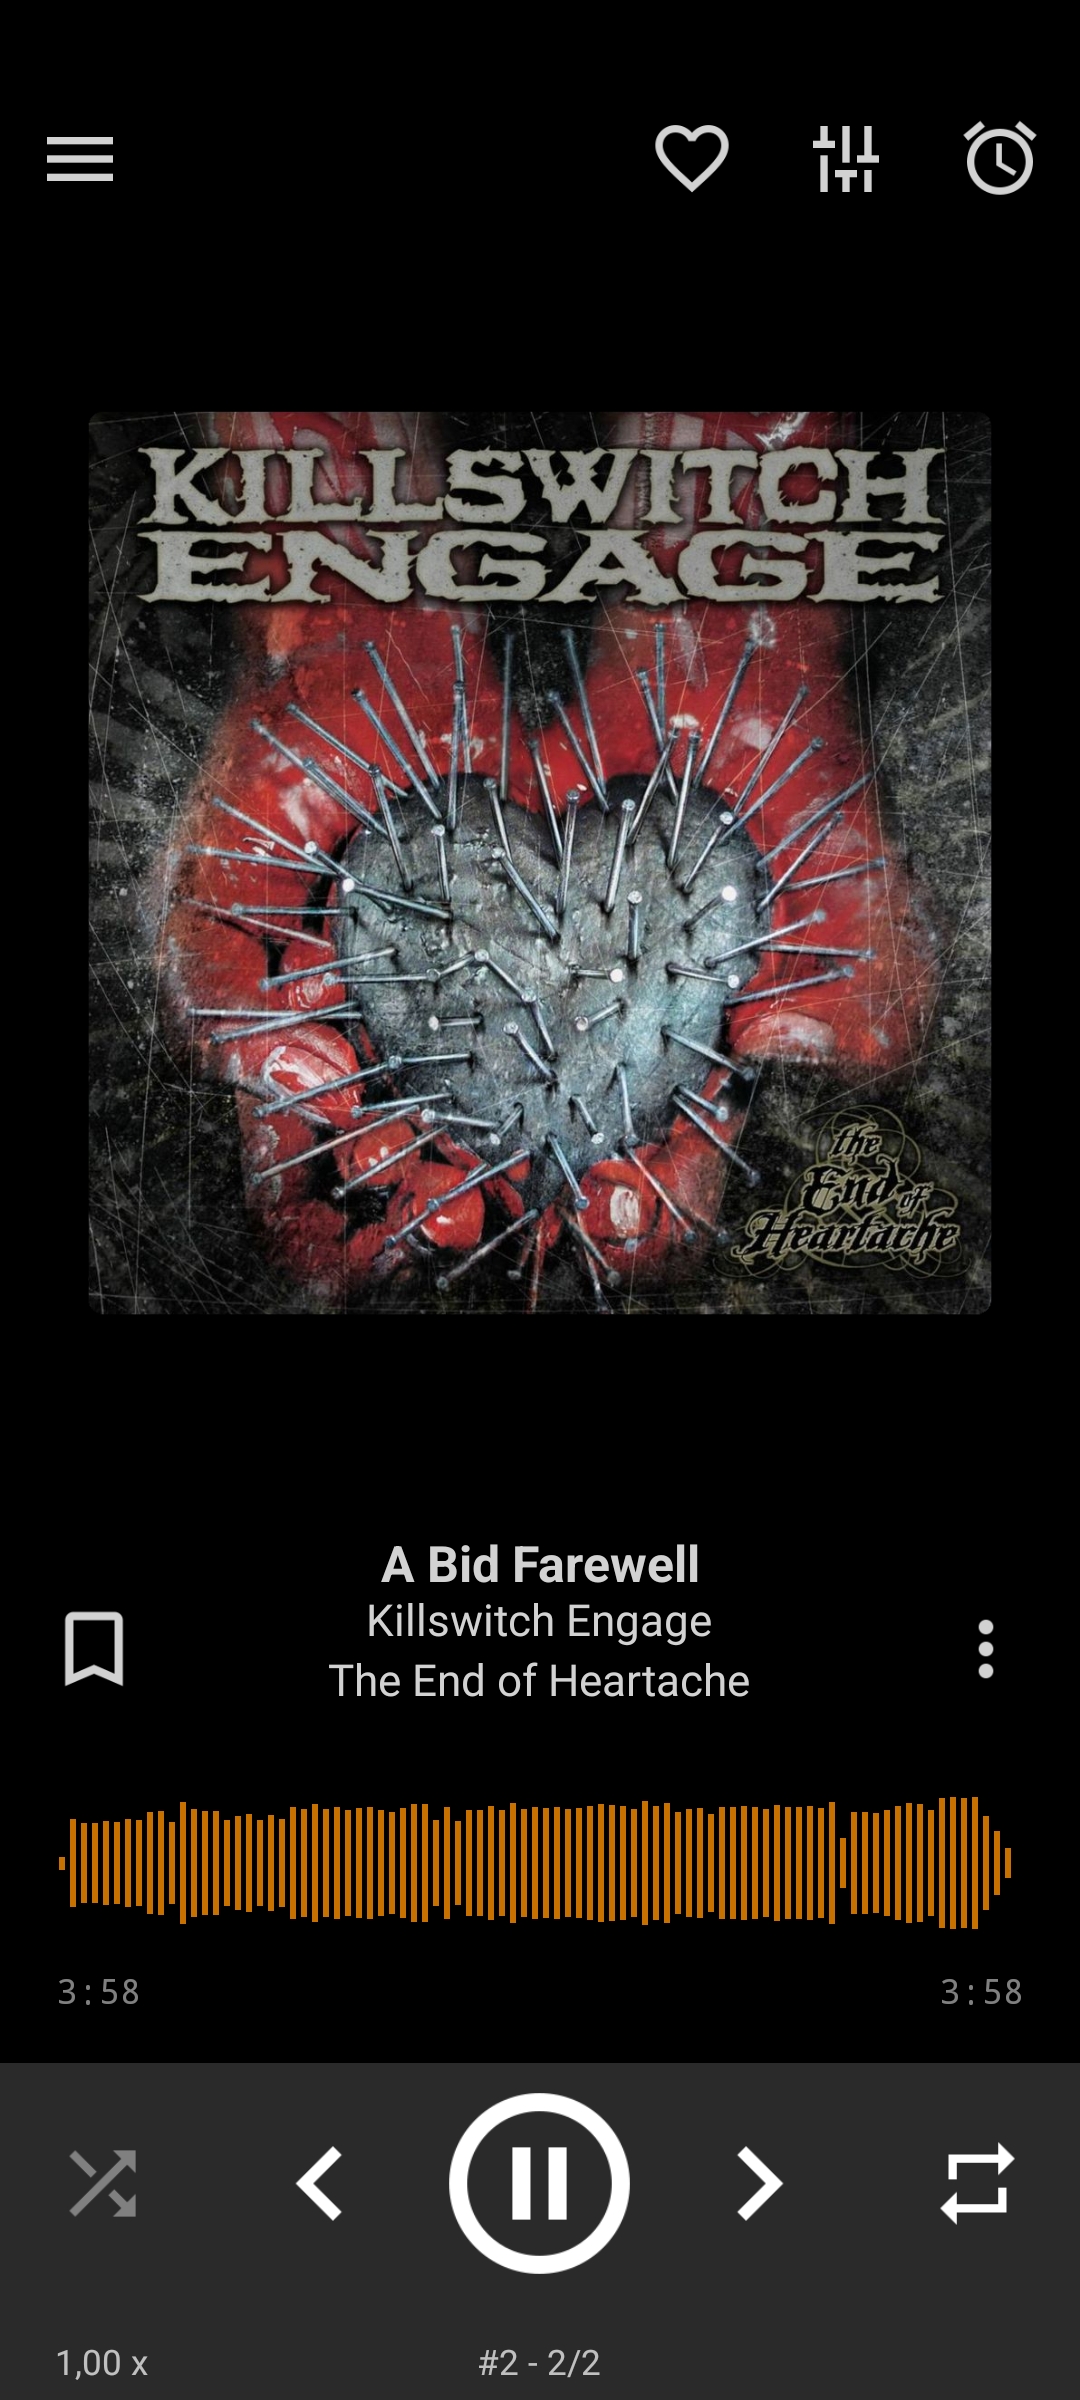 KILLSWITCH
ENGAGE
the
End of
Heartache
A Bid Farewell
Killswitch Engage
The End of Heartache
3:58
3:58
1,00 x
#2 - 2/2